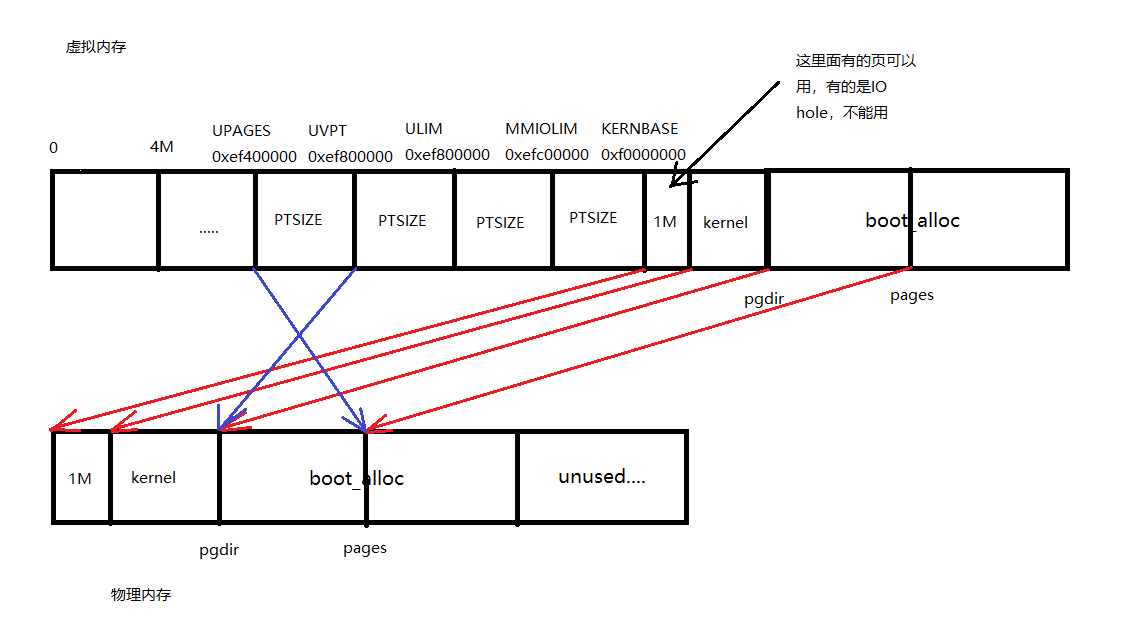 虚拟内存
这里面有的页可以
用，有的是IO
hole，不能用
0
4M
UPAGES
0xef400000
UVPT
0xef800000
ULIM
0xef800000
MMIOLIM
0xefc00000
KERNBASE
0xf0000000
.....
PTSIZE
PTSIZE
PTSIZE
PTSIZE
1M
kernel
boot_alloc
pgdir
pages
1M
kernel
boot_alloc
unused....
pgdir
pages
物理内存